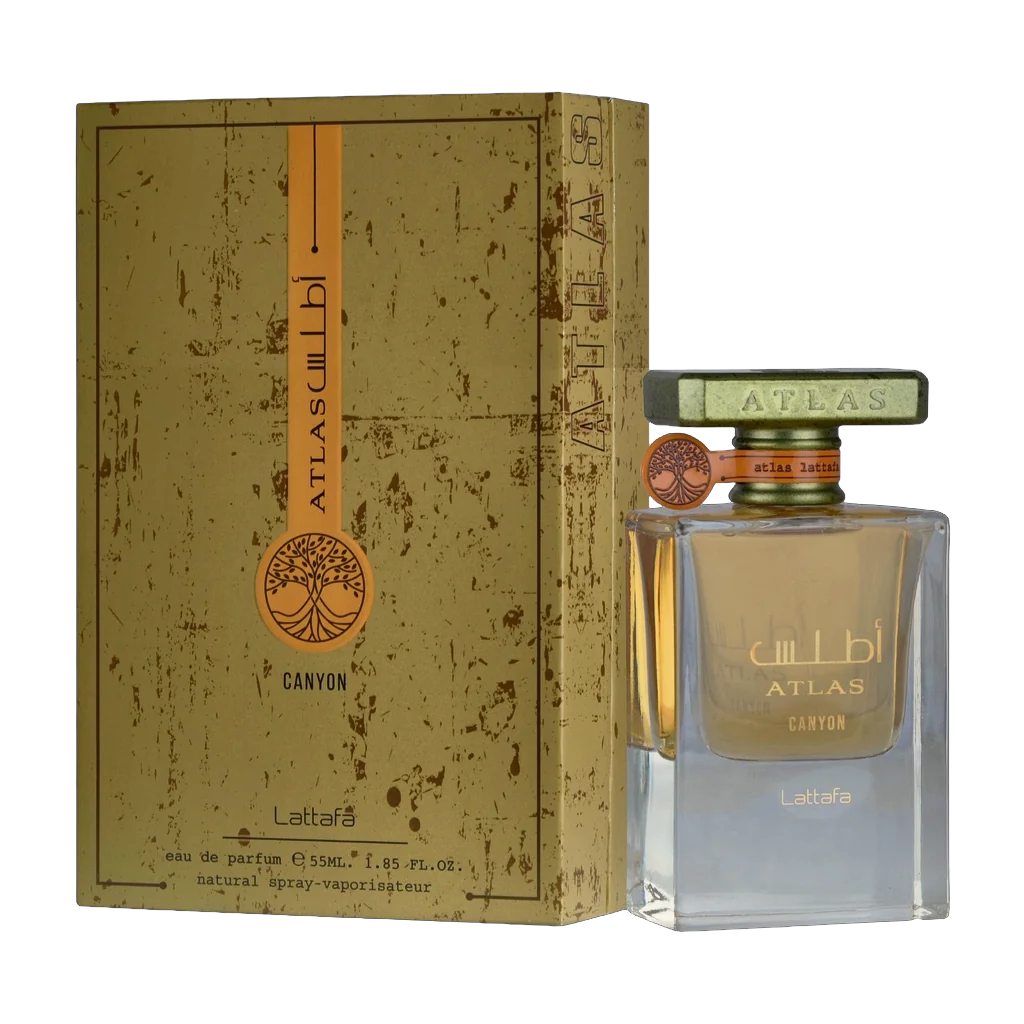 ATLAS أطلس
CANYON
Lattafa
eau de parfum ℮ 55ML. 1.85 FL.OZ.
natural spray-vaporisateur
ATLAS
ATLAS
atlas lattafa
أطلس
ATLAS
CANYON
Lattafa